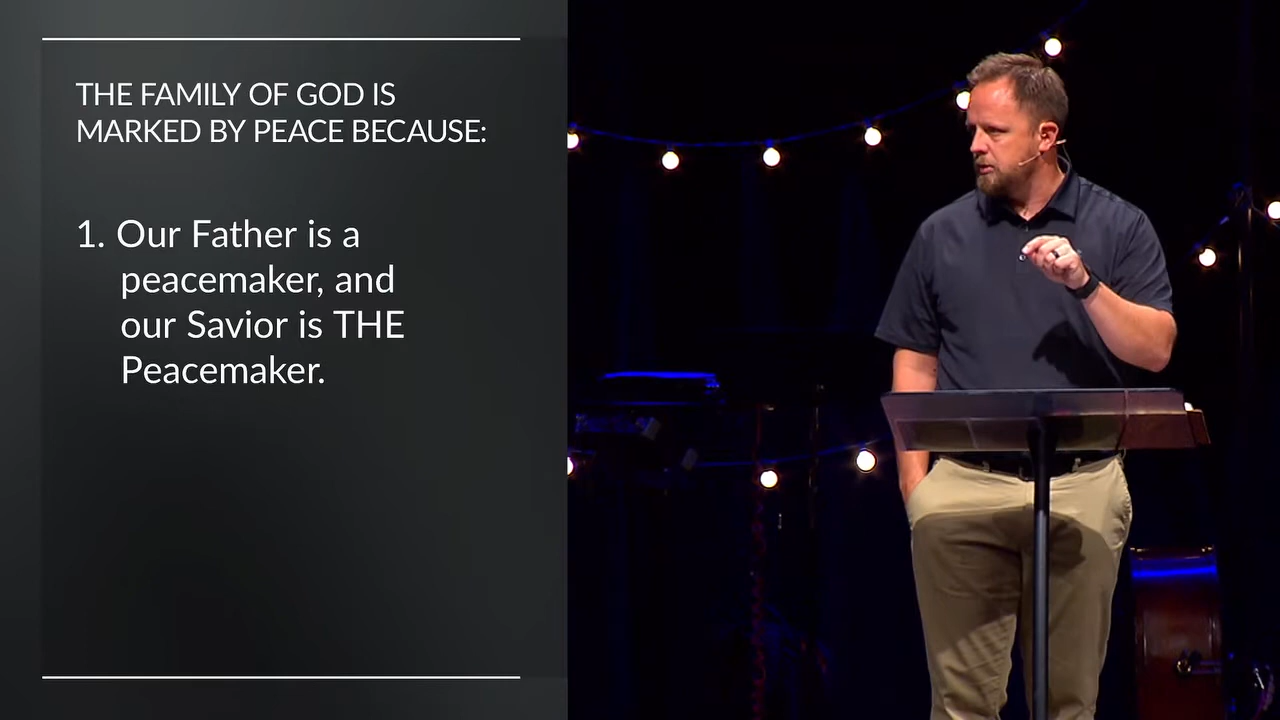 THE FAMILY OF GOD IS
MARKED BY PEACE BECAUSE:
1. Our Father is a
peacemaker, and
our Savior is THE
Peacemaker.